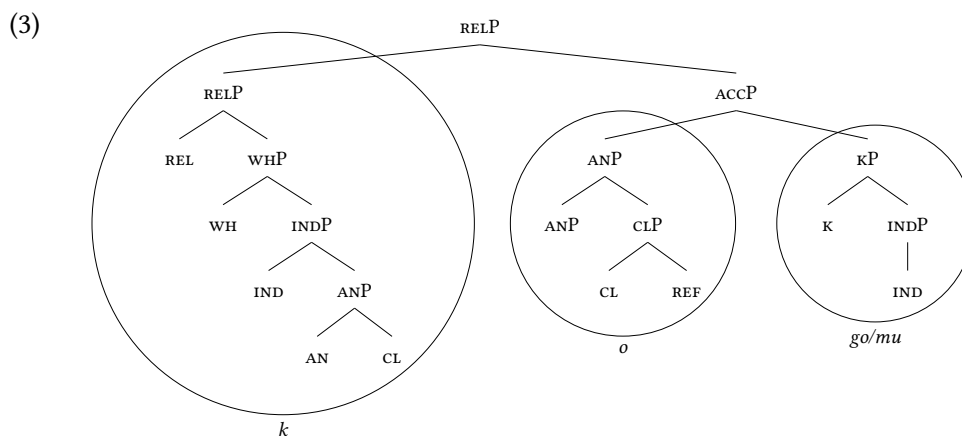 (3)
RELP
RELP ACCP
REL WHP ANP KP
WH INDP ANP CLP K INDP
IND ANP CL REF IND
AN CL
o go/mu
k